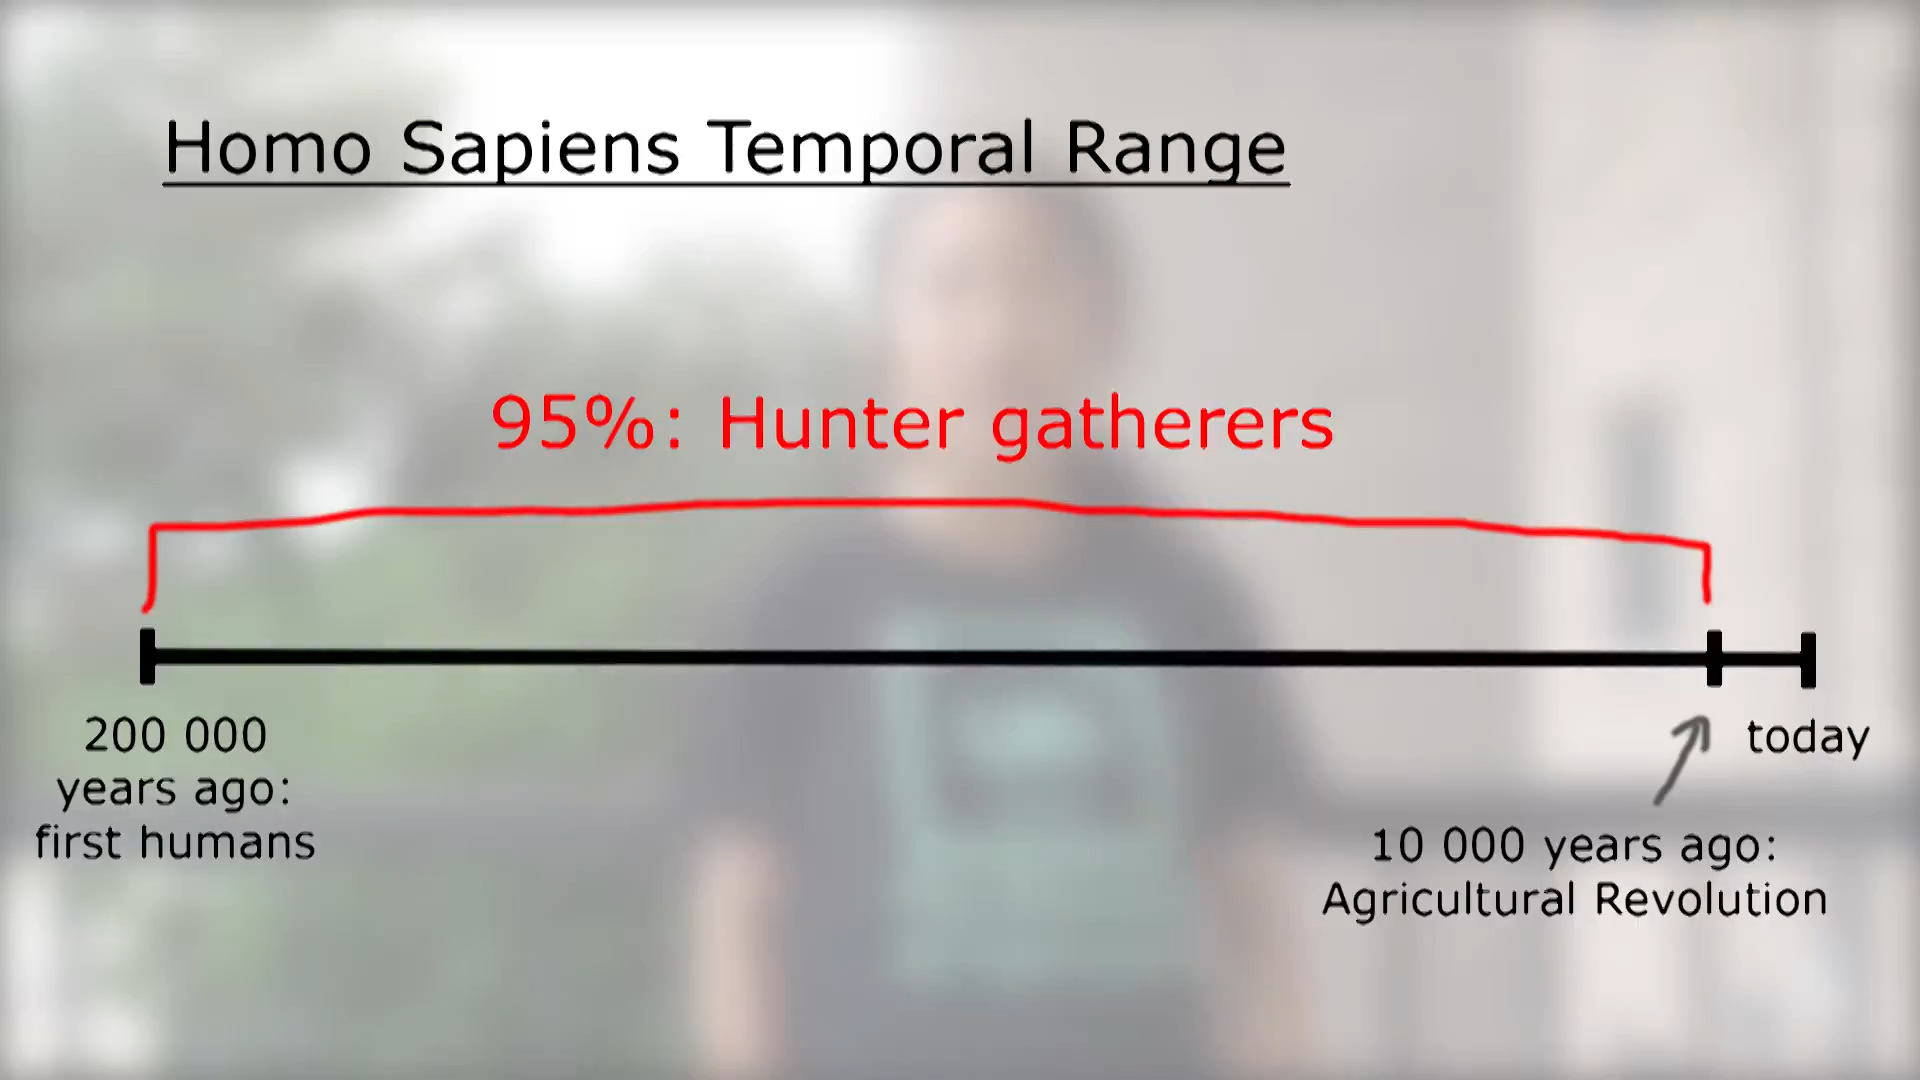 Homo Sapiens Temporal Range
95%: Hunter gatherers
200 000
years ago:
first humans
today
10 000 years ago:
Agricultural Revolution